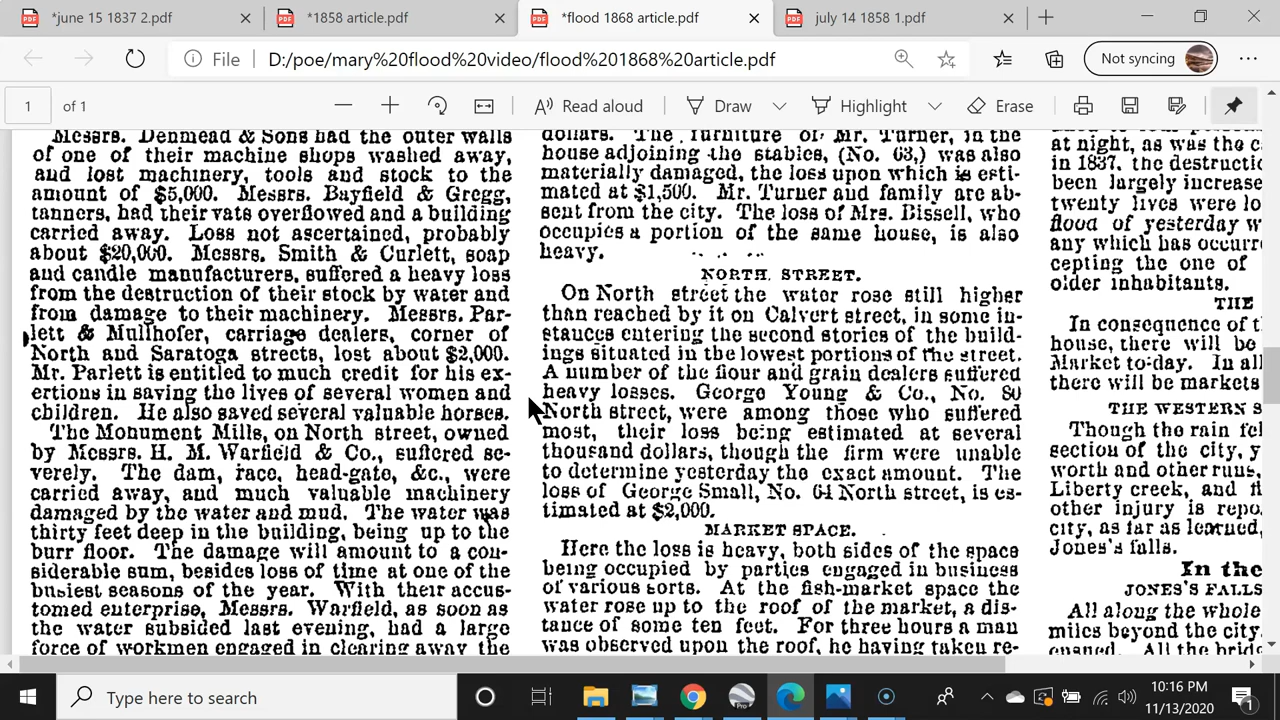 *june 15 1837 2.pdf
*1858 article.pdf
*flood 1868 article.pdf
july 14 1858 1.pdf
File
D:/poe/mary%20flood%20video/flood%201868%20article.pdf
Not syncing
1
of 1
Read aloud
Draw
Highlight
Erase
Messrs. Denmead & Sons had the outer walls
of one of their machine shops washed away,
and lost machinery, tools and stock to the
amount of $5,000. Messrs. Bayfield & Gregg,
tanners, had their vats overflowed and a building
carried away. Loss not ascertained, probably
about $20,000. Messrs. Smith & Curlett, soap
and candle manufacturers, suffered a heavy loss
from the destruction of their stock by water and
from damage to their machinery. Messrs. Par-
lett & Mullhofer, carriage dealers, corner of
North and Saratoga streets, lost about $2,000.
Mr. Parlett is entitled to much credit for his ex-
ertions in saving the lives of several women and
children. He also saved several valuable horses.
The Monument Mills, on North street, owned
by Messrs. H. M. Warfield & Co., suffered se-
verely. The dam, race, head-gate, &c., were
carried away, and much valuable machinery
damaged by the water and mud. The water was
thirty feet deep in the building, being up to the
burr floor. The damage will amount to a con-
siderable sum, besides loss of time at one of the
busiest seasons of the year. With their accus-
tomed enterprise, Messrs. Warfield, as soon as
the water subsided last evening, had a large
force of workmen engaged in clearing away the
dollars. The furniture of Mr. Turner, in the
house adjoining the stables, (No. 63,) was also
materially damaged, the loss upon which is esti-
mated at $1,500. Mr. Turner and family are ab-
sent from the city. The loss of Mrs. Bissell, who
occupies a portion of the same house, is also
heavy.
NORTH STREET.
On North street the water rose still higher
than reached by it on Calvert street, in some in-
stances entering the second stories of the build-
ings situated in the lowest portions of the street.
A number of the flour and grain dealers suffered
heavy losses. George Young & Co., No. 80
North street, were among those who suffered
most, their loss being estimated at several
thousand dollars, though the firm were unable
to determine yesterday the exact amount. The
loss of George Small, No. 64 North street, is es-
timated at $2,000.
MARKET SPACE.
Here the loss is heavy, both sides of the space
being occupied by parties engaged in business
of various sorts. At the fish-market space the
water rose up to the roof of the market, a dis-
tance of some ten feet. For three hours a man
was observed upon the roof, he having taken re-
at night, as was the c
in 1837, the destructi
been largely increase
twenty lives were lo
flood of yesterday w
any which has occurr
cepting the one of
older inhabitants.
THE
In consequence of t
house, there will be
Market to-day. In all
there will be markets
THE WESTERN S
Though the rain fel
section of the city, y
worth and other runs,
Liberty creek, and fl
other injury is repo
city, as far as learned,
Jones's falls.
In the
JONES'S FALLS
All along the whole
miles beyond the city
ensued. All the brid
Type here to search
10:16 PM
11/13/2020
1